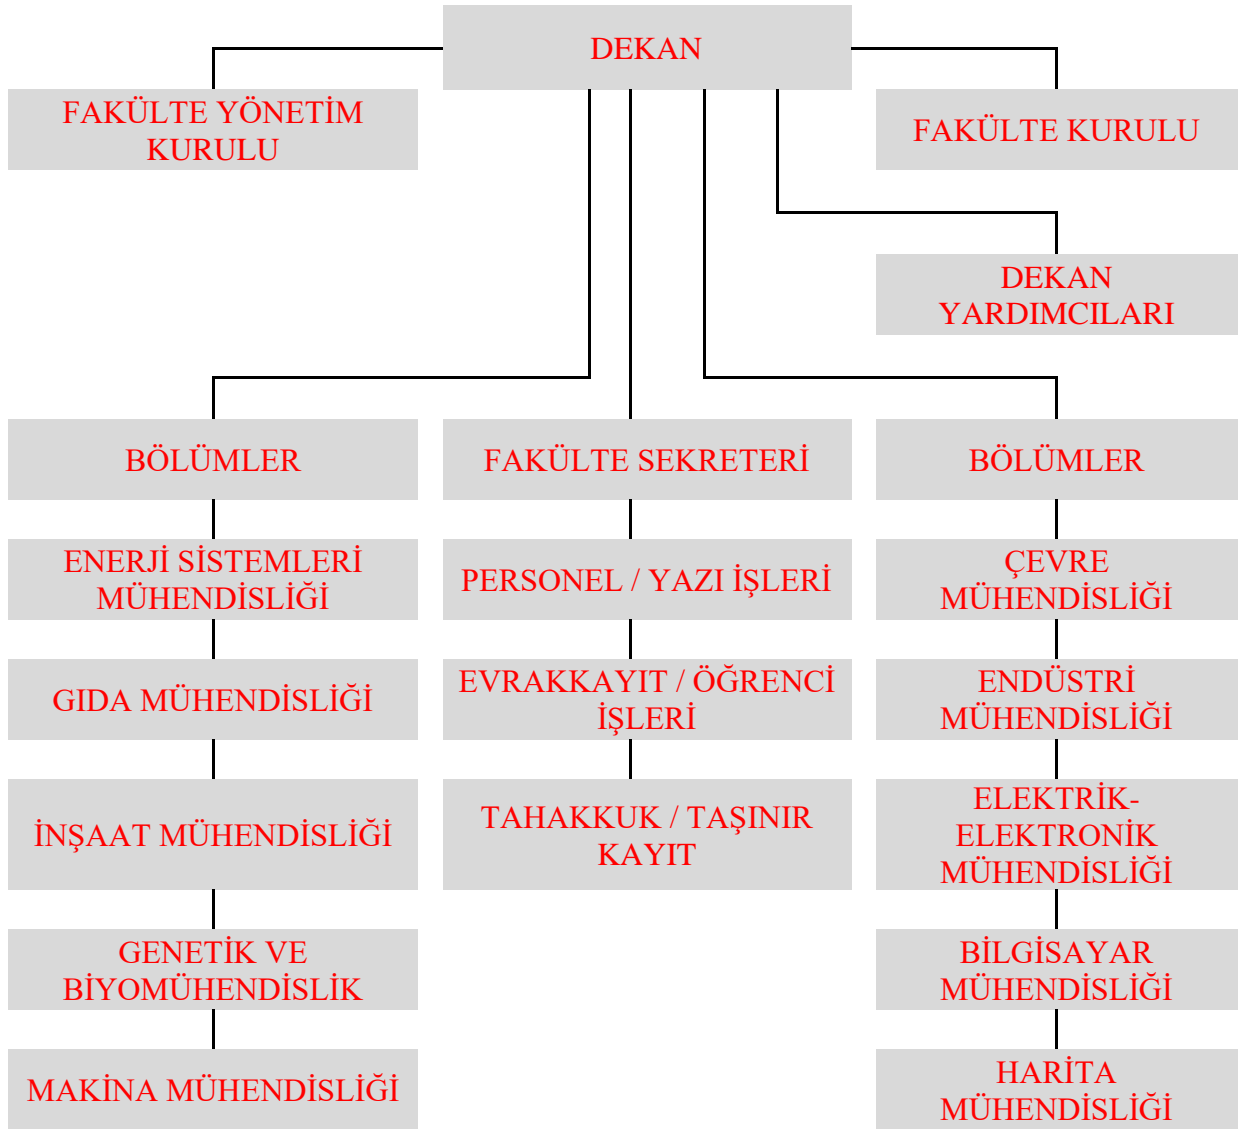 DEKAN
FAKÜLTE YÖNETİM
KURULU
FAKÜLTE KURULU
DEKAN
YARDIMCILARI
BÖLÜMLER
ENERJİ SİSTEMLERİ
MÜHENDİSLİĞİ
GIDA MÜHENDİSLİĞİ
İNŞAAT MÜHENDİSLİĞİ
GENETİK VE
BİYOMÜHENDİSLİK
MAKİNA MÜHENDİSLİĞİ
FAKÜLTE SEKRETERİ
PERSONEL / YAZI İŞLERİ
EVRAKKAYIT / ÖĞRENCİ
İŞLERİ
TAHAKKUK / TAŞINIR
KAYIT
BÖLÜMLER
ÇEVRE
MÜHENDİSLİĞİ
ENDÜSTRİ
MÜHENDİSLİĞİ
ELEKTRİK-
ELEKTRONİK
MÜHENDİSLİĞİ
BİLGİSAYAR
MÜHENDİSLİĞİ
HARİTA
MÜHENDİSLİĞİ